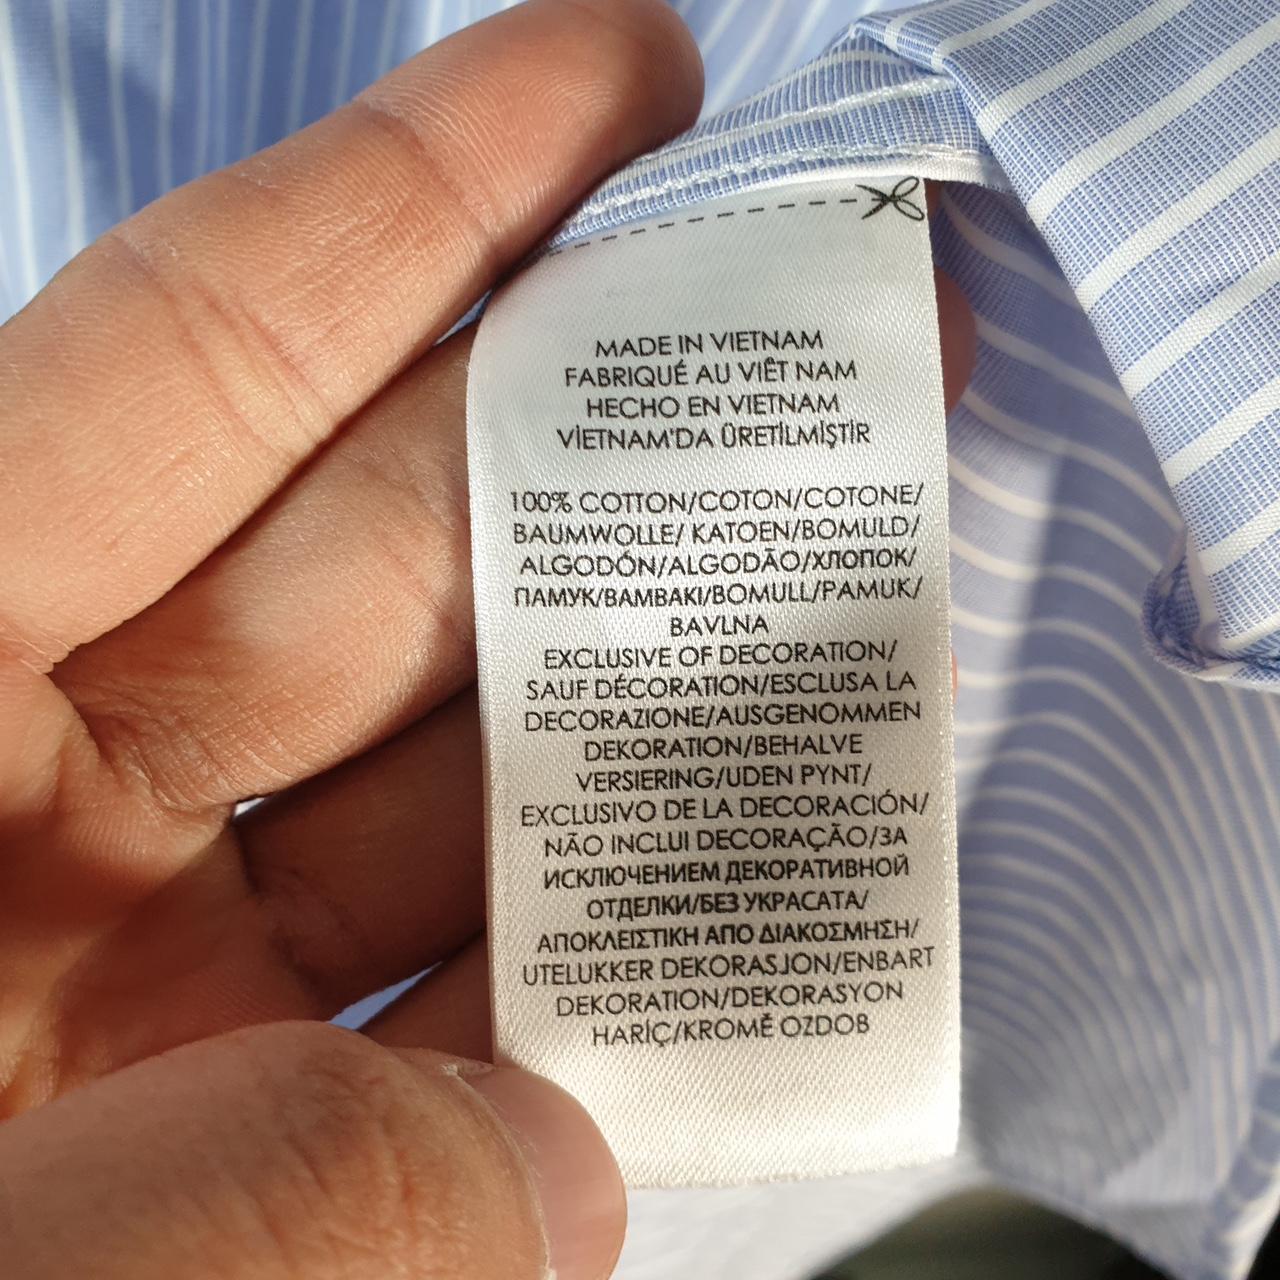 MADE IN VIETNAM
FABRIQUÉ AU VIÊT NAM
HECHO EN VIETNAM
VİETNAM'DA ÜRETİLMİŞTİR
100% COTTON/COTON/COTONE/
BAUMWOLLE/ KATOEN/BOMULD/
ALGODÓN/ALGODÃO/ХЛОПОК/
ПАМУК/ΒΑΜΒΑΚΙ/BOMULL/PAMUK/
BAVLNA
EXCLUSIVE OF DECORATION/
SAUF DÉCORATION/ESCLUSA LA
DECORAZIONE/AUSGENOMMEN
DEKORATION/BEHALVE
VERSIERING/UDEN PYNT/
EXCLUSIVO DE LA DECORACIÓN/
NÃO INCLUI DECORAÇÃO/ЗА
ИСКЛЮЧЕНИЕМ ДЕКОРАТИВНОЙ
ОТДЕЛКИ/БЕЗ УКРАСАТА/
ΑΠΟΚΛΕΙΣΤΙΚΗ ΑΠΟ ΔΙΑΚΟΣΜΗΣΗ/
UTELUKKER DEKORASJON/ENBART
DEKORATION/DEKORASYON
HARİÇ/KROMĚ OZDOB